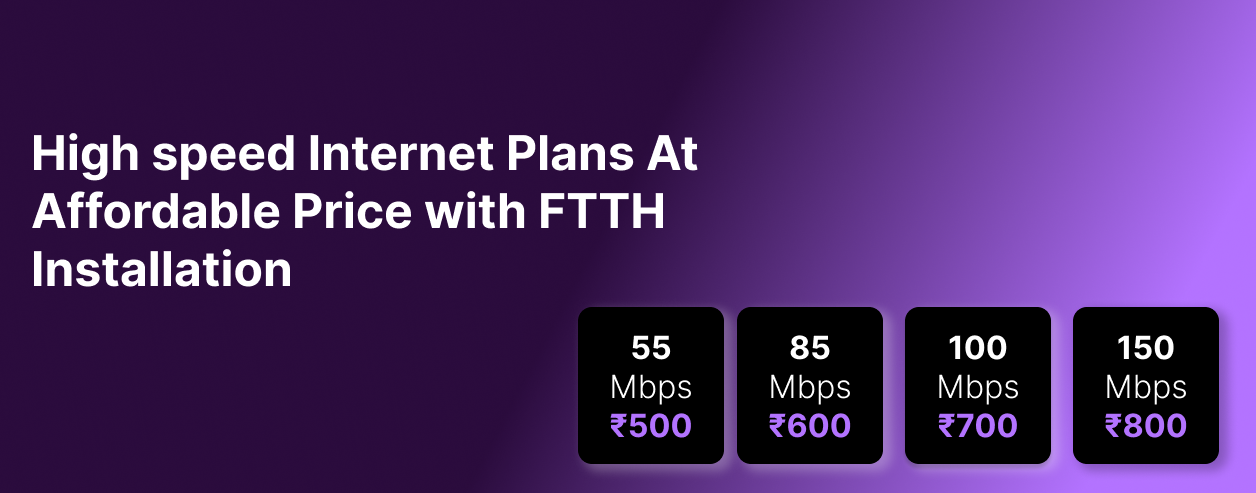 High speed Internet Plans At
Affordable Price with FTTH
Installation
55
Mbps
₹500
85
Mbps
₹600
100
Mbps
₹700
150
Mbps
₹800